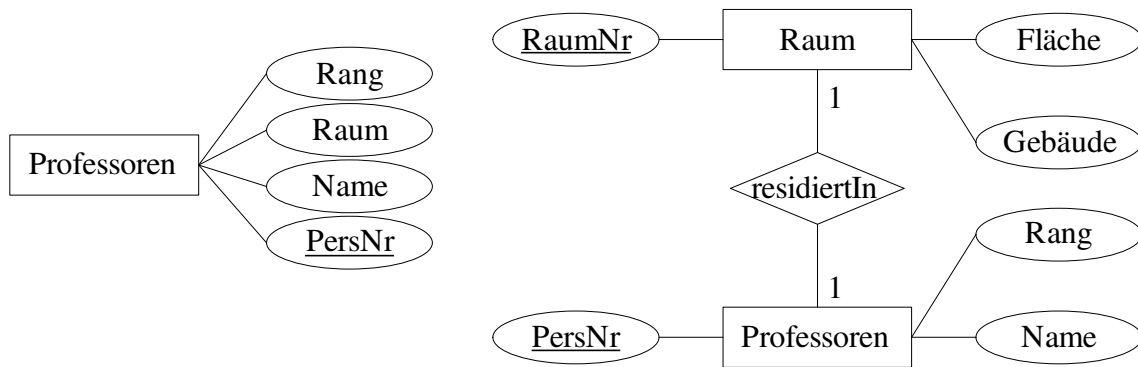 Professoren
Rang
Raum
Name
PersNr
RaumNr
Raum
Fläche
Gebäude
1
residiertIn
1
PersNr
Professoren
Rang
Name